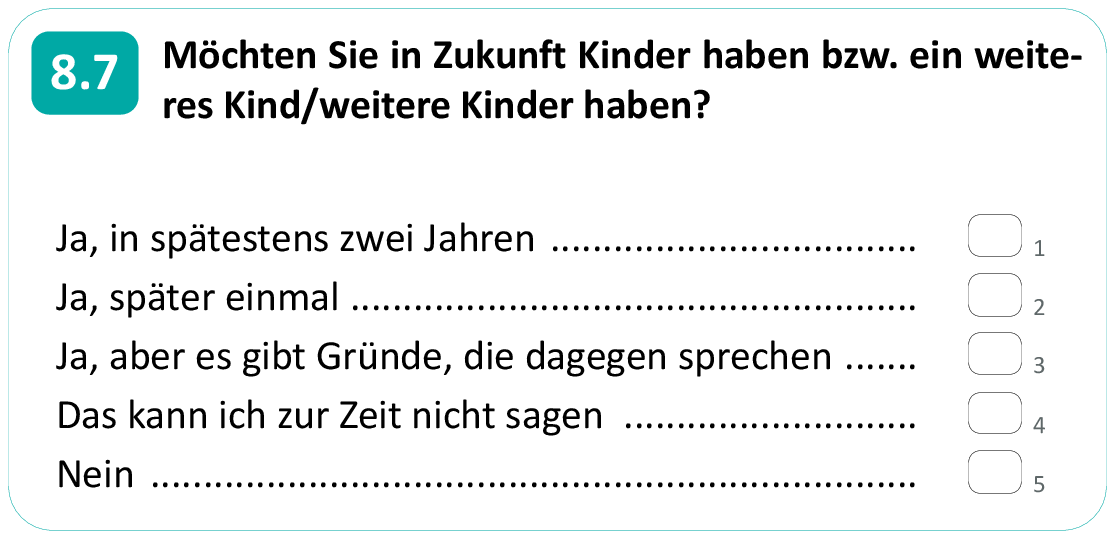 8.7 Möchten Sie in Zukunft Kinder haben bzw. ein weite-
res Kind/weitere Kinder haben?
Ja, in spätestens zwei Jahren ................................... 1
Ja, später einmal ...................................................... 2
Ja, aber es gibt Gründe, die dagegen sprechen ....... 3
Das kann ich zur Zeit nicht sagen ............................ 4
Nein ......................................................................... 5